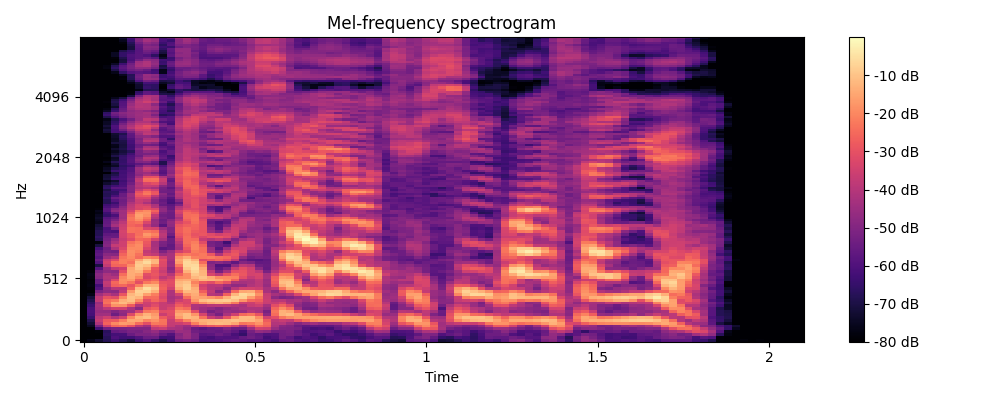 Mel-frequency spectrogram
Hz
4096
2048
1024
512
0
0
0.5
1
1.5
2
Time
-10 dB
-20 dB
-30 dB
-40 dB
-50 dB
-60 dB
-70 dB
-80 dB